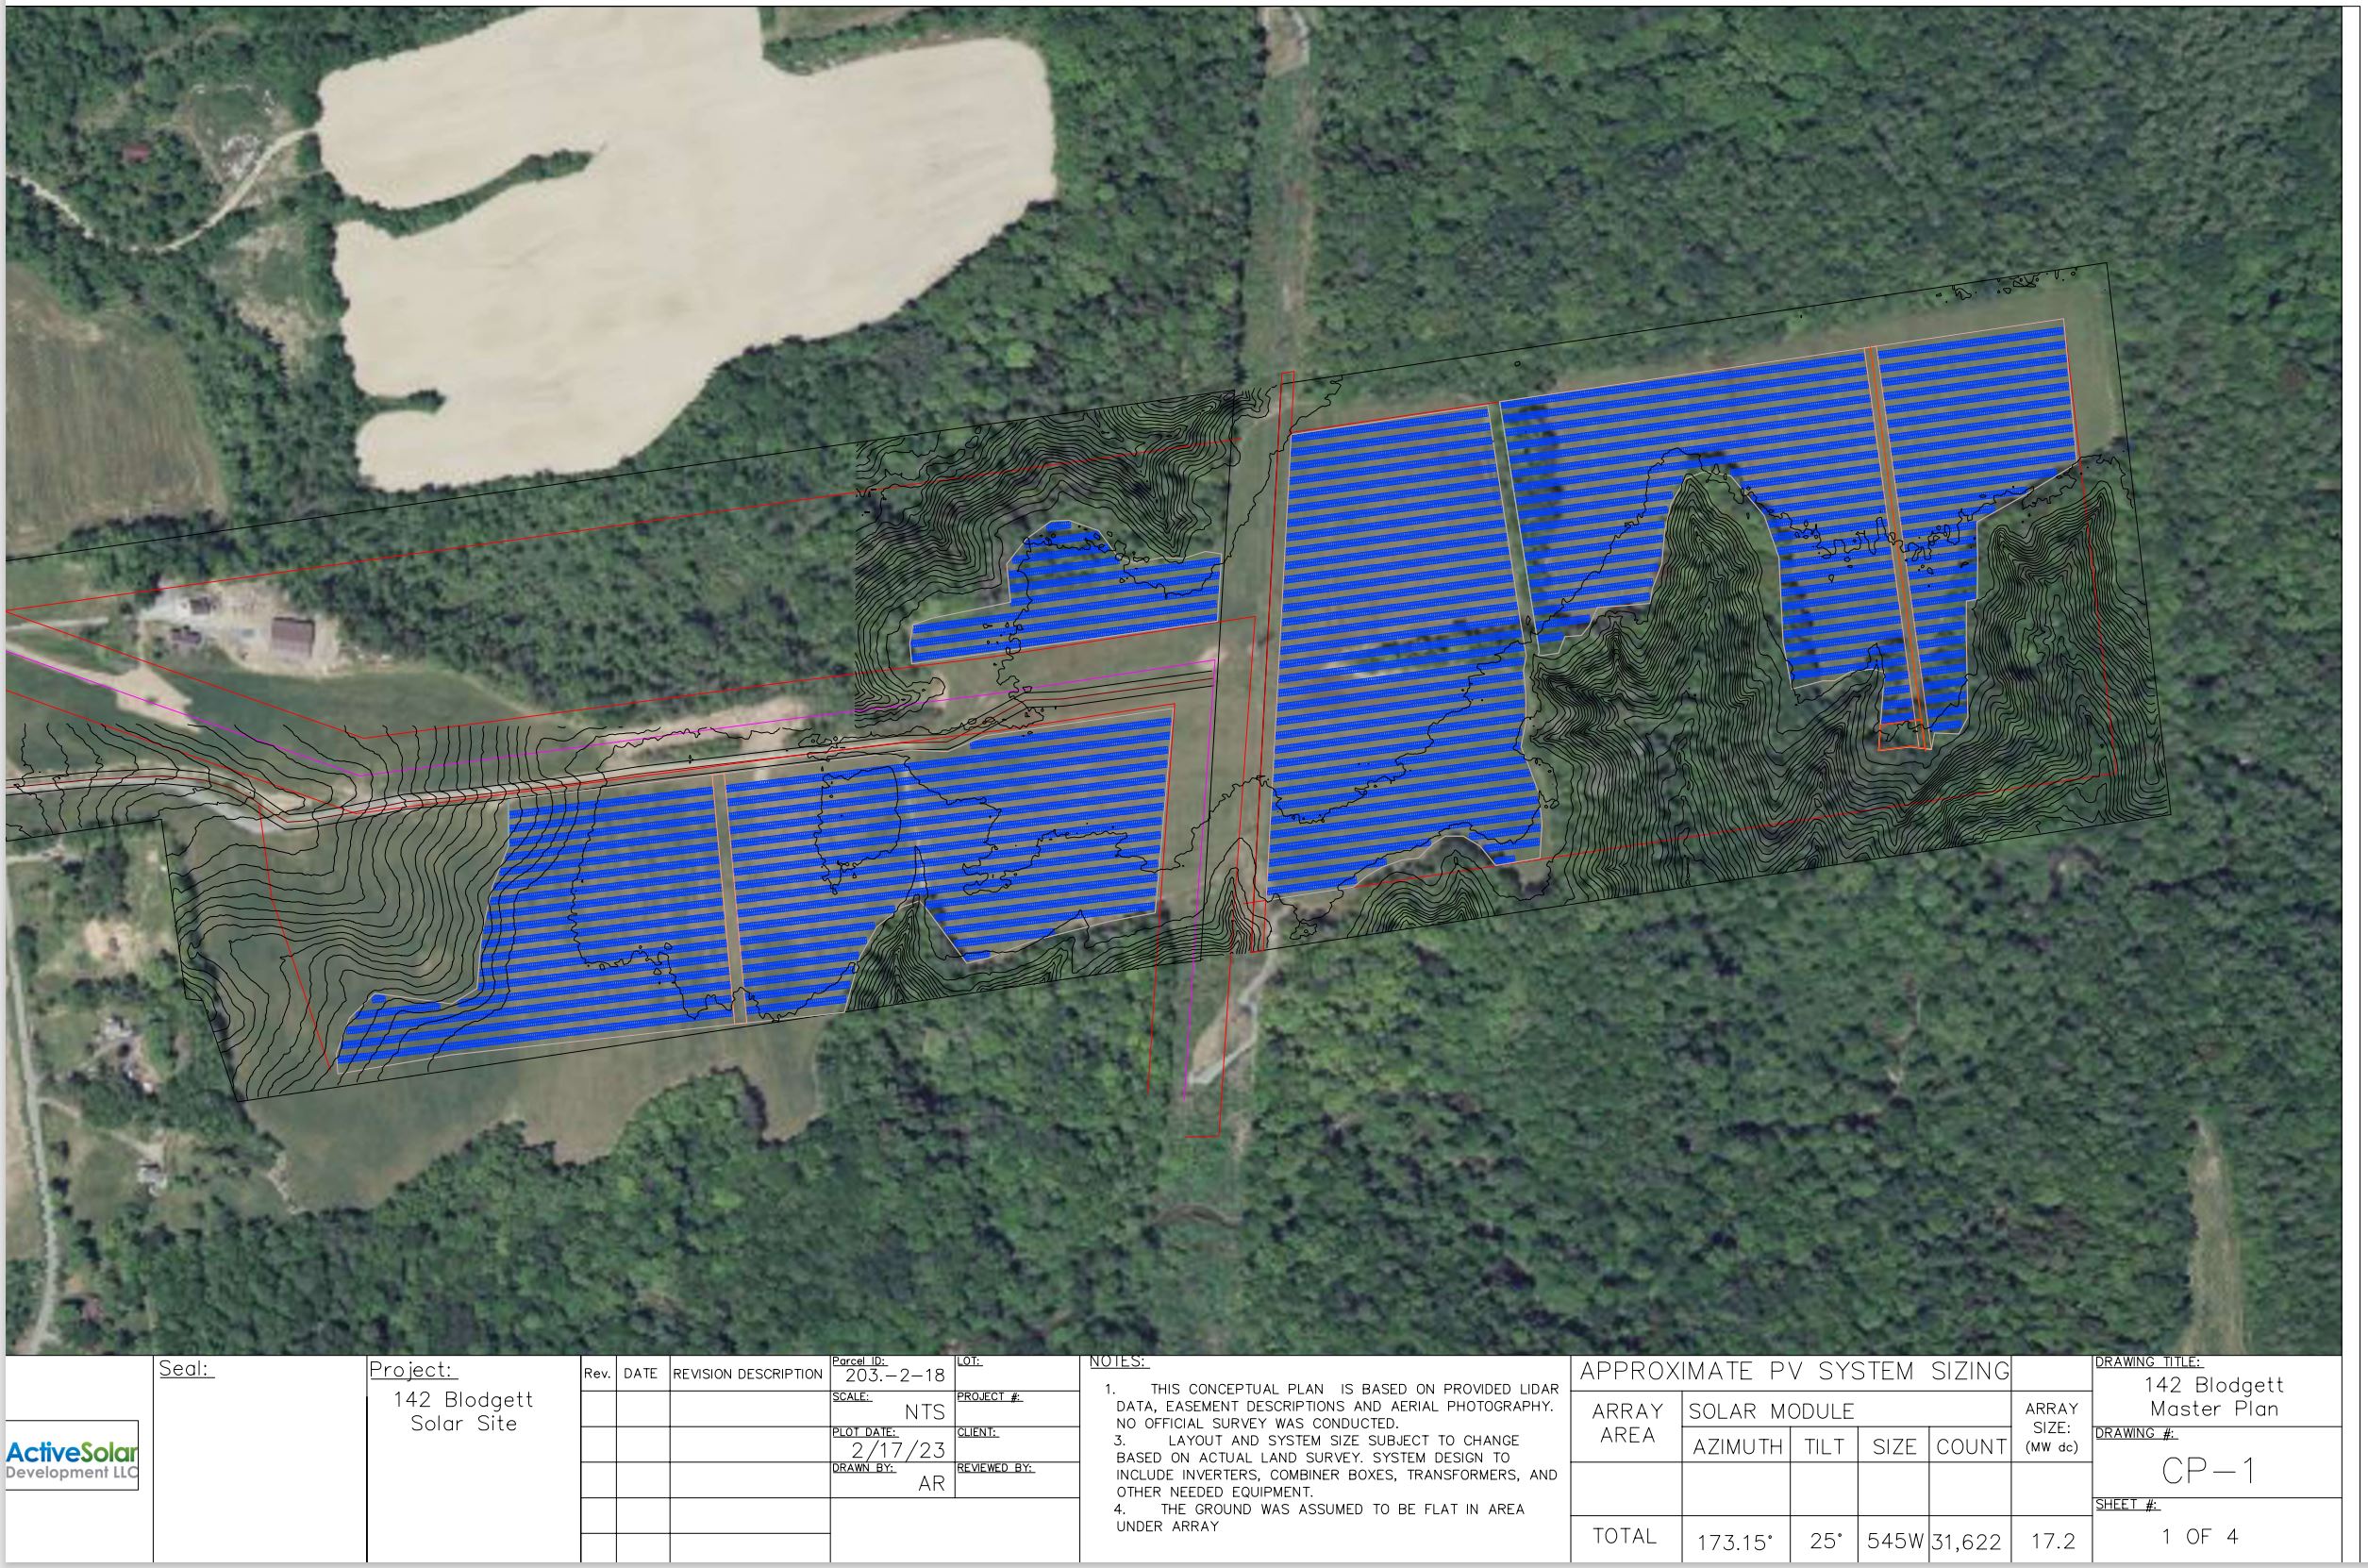 ActiveSolar
Development LLC
Seal:
Project:
142 Blodgett
Solar Site
Rev.
DATE
REVISION DESCRIPTION
Parcel ID:
203.-2-18
LOT:
SCALE:
NTS
PROJECT #:
PLOT DATE:
2/17/23
CLIENT:
DRAWN BY:
AR
REVIEWED BY:
NOTES:
1. THIS CONCEPTUAL PLAN IS BASED ON PROVIDED LIDAR
DATA, EASEMENT DESCRIPTIONS AND AERIAL PHOTOGRAPHY.
NO OFFICIAL SURVEY WAS CONDUCTED.
3. LAYOUT AND SYSTEM SIZE SUBJECT TO CHANGE
BASED ON ACTUAL LAND SURVEY. SYSTEM DESIGN TO
INCLUDE INVERTERS, COMBINER BOXES, TRANSFORMERS, AND
OTHER NEEDED EQUIPMENT.
4. THE GROUND WAS ASSUMED TO BE FLAT IN AREA
UNDER ARRAY
APPROXIMATE PV SYSTEM SIZING
ARRAY
AREA
SOLAR MODULE
AZIMUTH
TILT
SIZE
COUNT
ARRAY
SIZE:
(MW dc)
TOTAL
173.15°
25°
545W
31,622
17.2
DRAWING TITLE:
142 Blodgett
Master Plan
DRAWING #:
CP-1
SHEET #:
1 OF 4